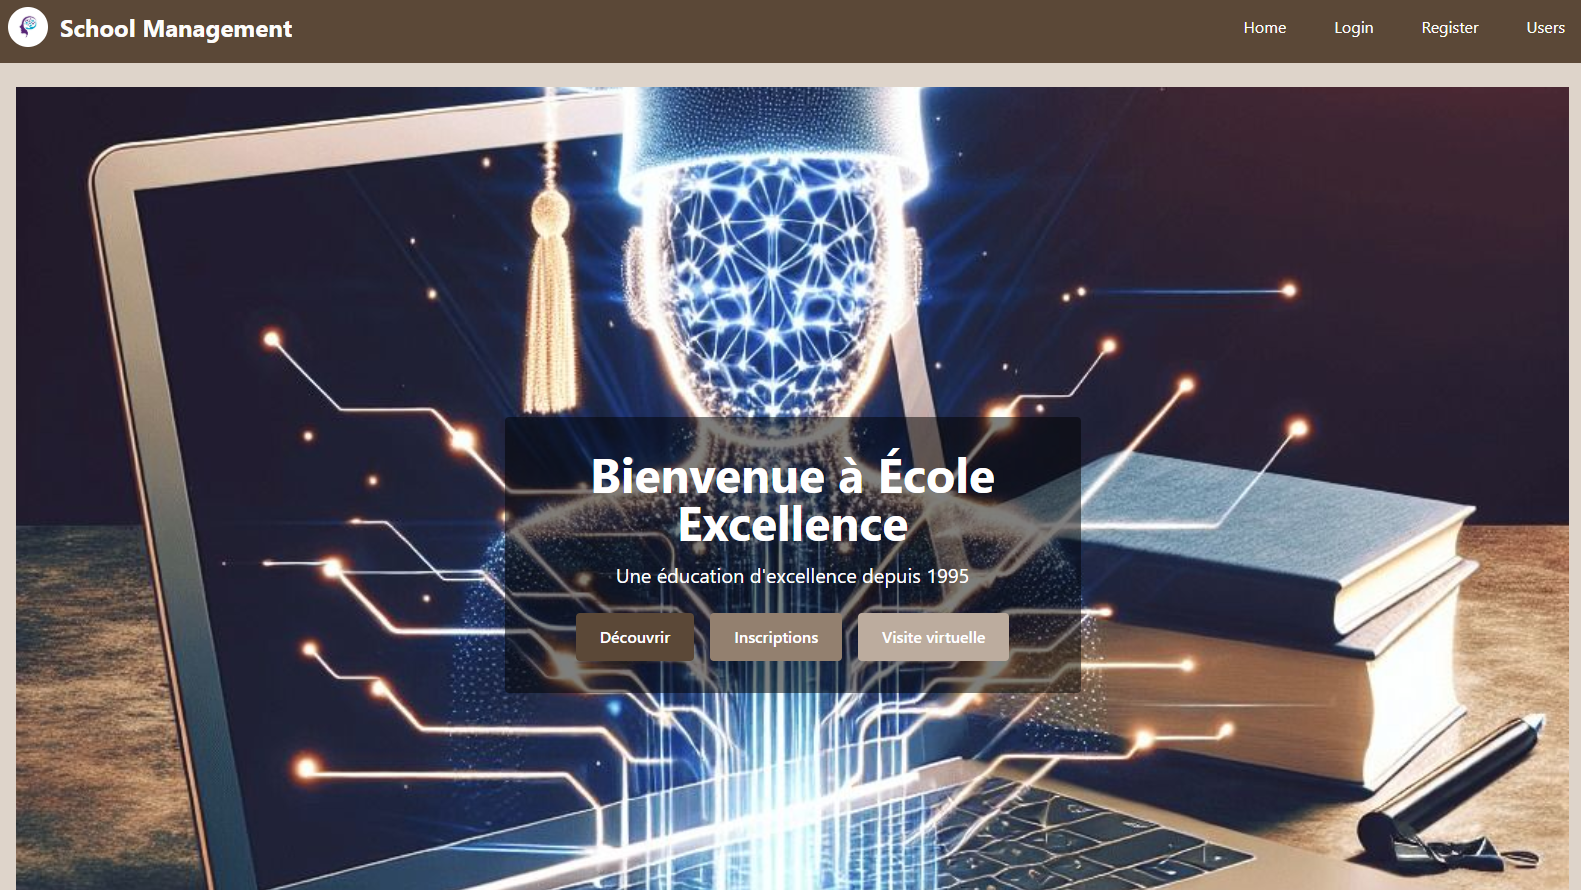 School Management
Home
Login
Register
Users
Bienvenue à École
Excellence
Une éducation d'excellence depuis 1995
Découvrir
Inscriptions
Visite virtuelle